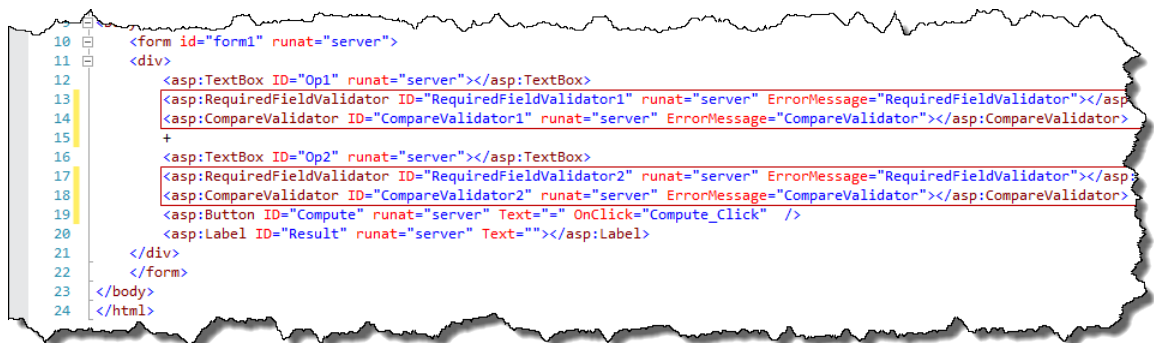 10 <form id="form1" runat="server">
11 <div>
12 <asp:TextBox ID="Op1" runat="server"></asp:TextBox>
13 <asp:RequiredFieldValidator ID="RequiredFieldValidator1" runat="server" ErrorMessage="RequiredFieldValidator"></asp
14 <asp:CompareValidator ID="CompareValidator1" runat="server" ErrorMessage="CompareValidator"></asp:CompareValidator>
15 +
16 <asp:TextBox ID="Op2" runat="server"></asp:TextBox>
17 <asp:RequiredFieldValidator ID="RequiredFieldValidator2" runat="server" ErrorMessage="RequiredFieldValidator"></asp:
18 <asp:CompareValidator ID="CompareValidator2" runat="server" ErrorMessage="CompareValidator"></asp:CompareValidator>
19 <asp:Button ID="Compute" runat="server" Text="=" OnClick="Compute_Click"  />
20 <asp:Label ID="Result" runat="server" Text=""></asp:Label>
21 </div>
22 </form>
23 </body>
24 </html>